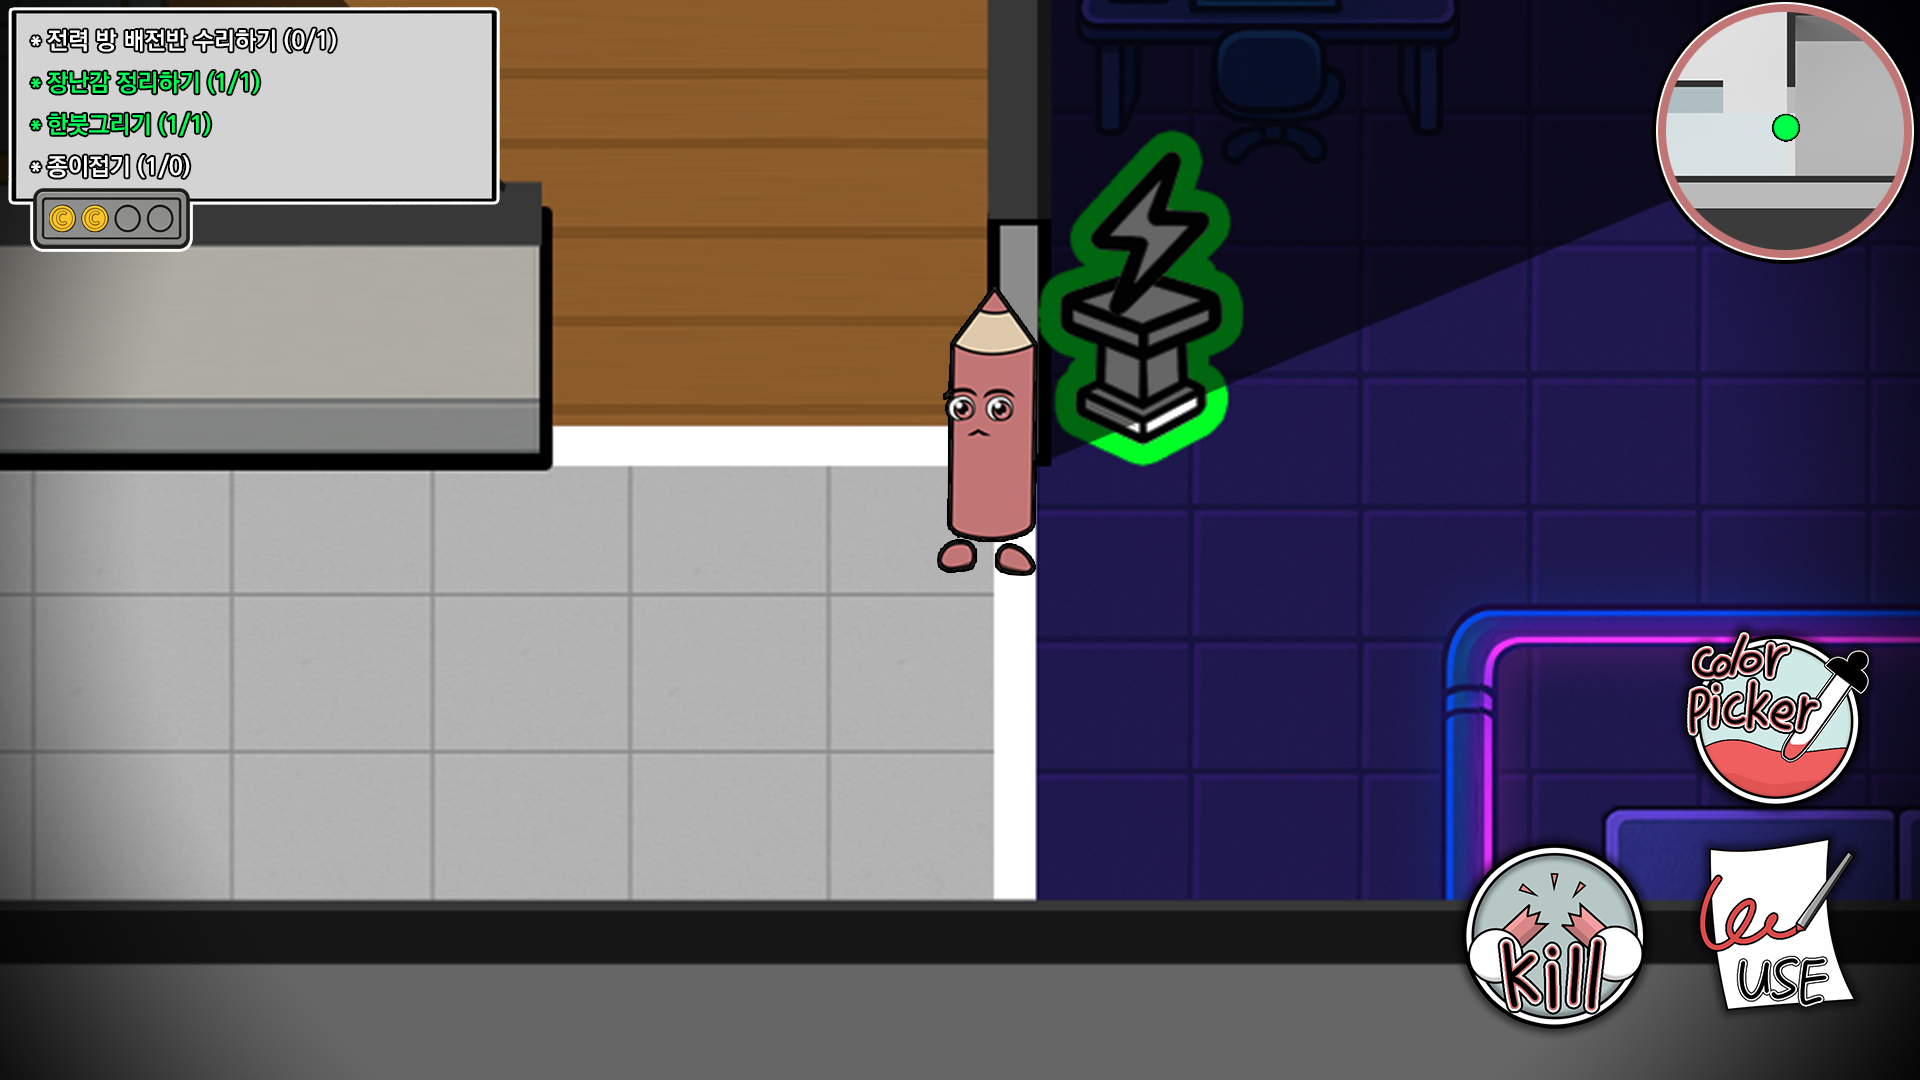 * 전력 방 배전반 수리하기 (0/1)
* 장난감 정리하기 (1/1)
* 한붓그리기 (1/1)
* 종이접기 (1/0)
C C
color
Picker
Kill
USE